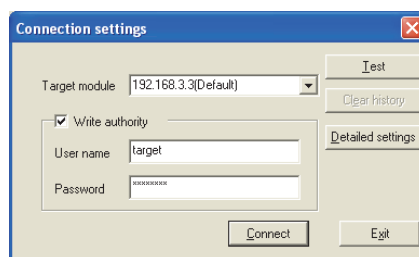 Connection settings
Test
Target module 192.168.3.3(Default)
Clear history
Write authority
Detailed settings
User name target
Password ********
Connect Exit